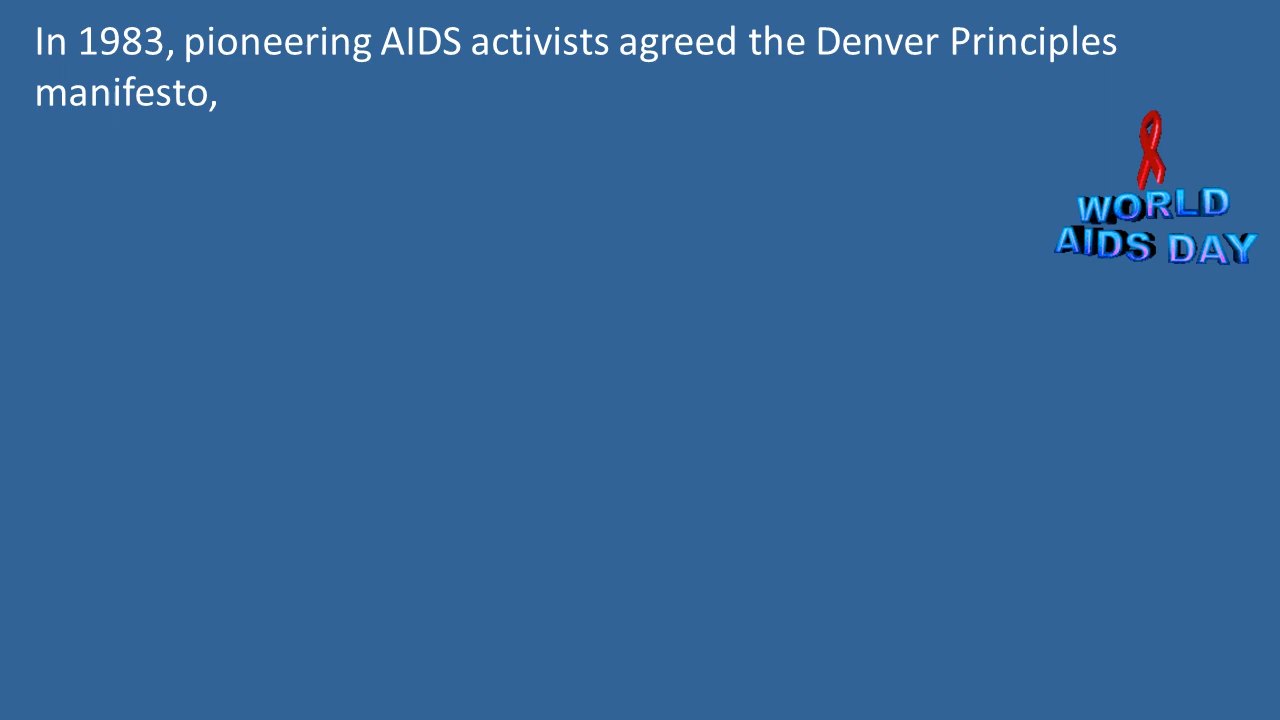 In 1983, pioneering AIDS activists agreed the Denver Principles
manifesto,
WORLD
AIDS DAY